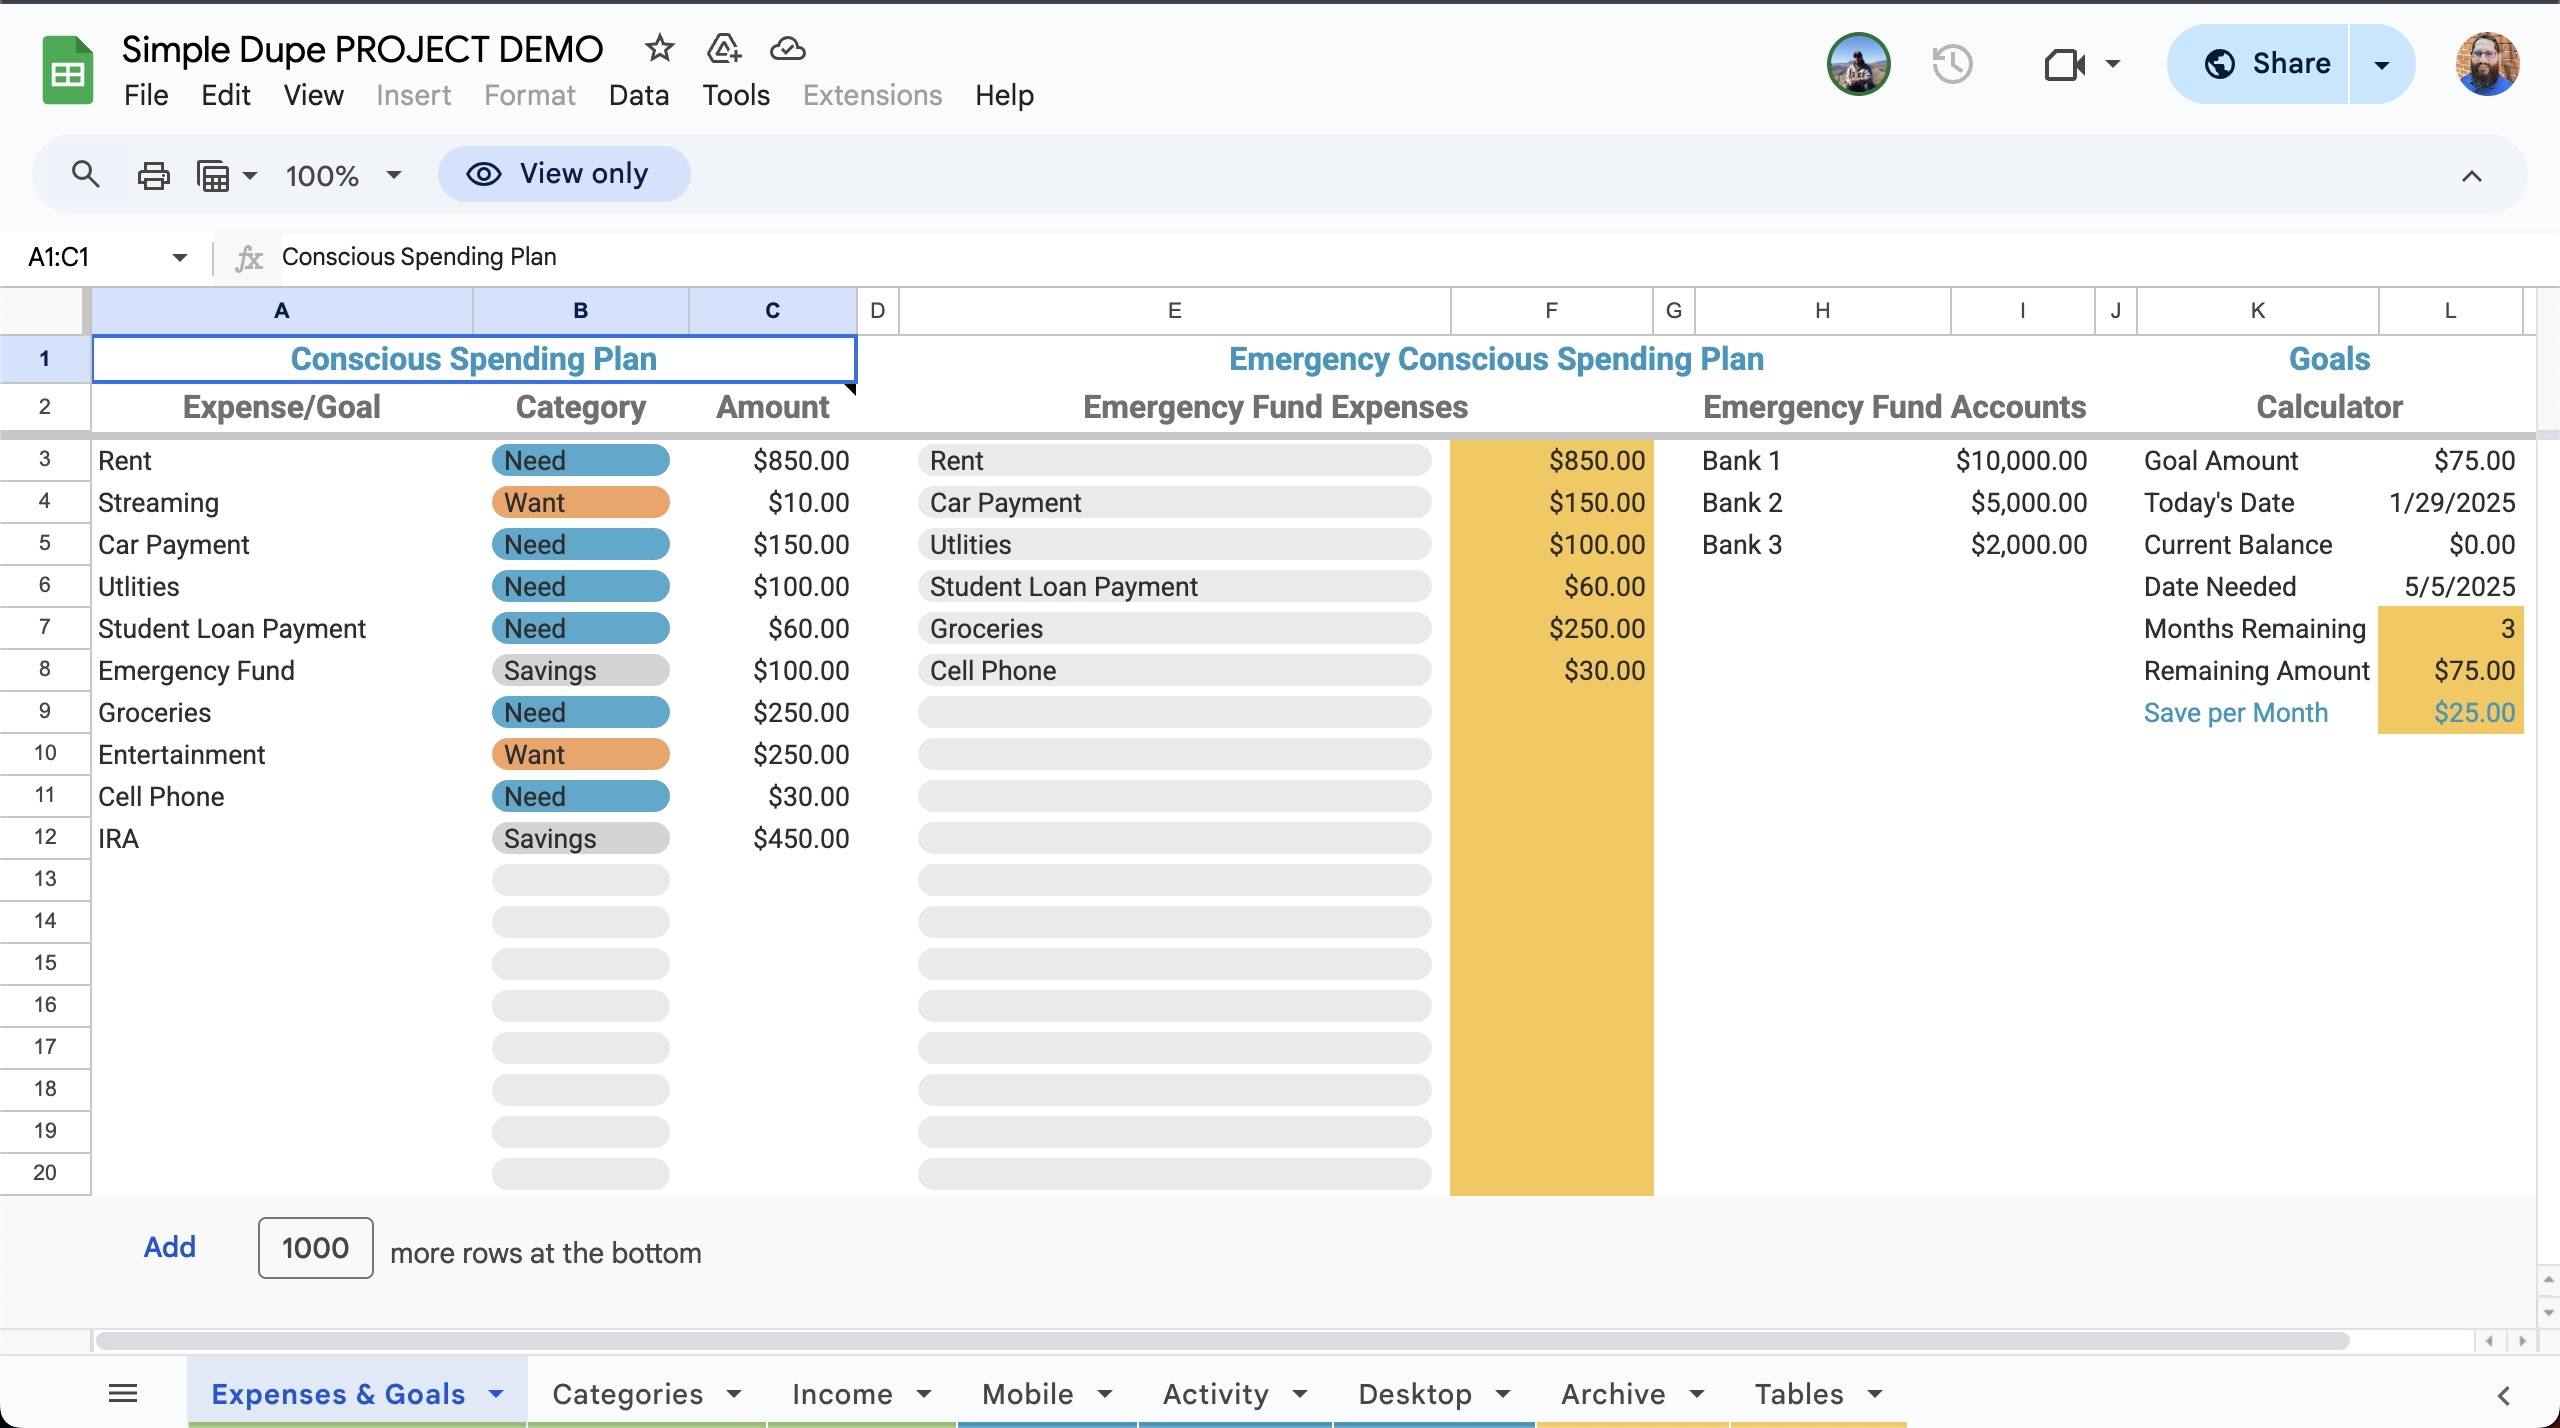 Simple Dupe PROJECT DEMO
File Edit View Insert Format Data Tools Extensions Help
Share
100% View only
A1:C1 fx Conscious Spending Plan
A B C D E F G H I J K L
1 Conscious Spending Plan Emergency Conscious Spending Plan Goals
2 Expense/Goal Category Amount Emergency Fund Expenses Emergency Fund Accounts Calculator
3 Rent Need $850.00 Rent $850.00 Bank 1 $10,000.00 Goal Amount $75.00
4 Streaming Want $10.00 Car Payment $150.00 Bank 2 $5,000.00 Today's Date 1/29/2025
5 Car Payment Need $150.00 Utlities $100.00 Bank 3 $2,000.00 Current Balance $0.00
6 Utlities Need $100.00 Student Loan Payment $60.00 Date Needed 5/5/2025
7 Student Loan Payment Need $60.00 Groceries $250.00 Months Remaining 3
8 Emergency Fund Savings $100.00 Cell Phone $30.00 Remaining Amount $75.00
9 Groceries Need $250.00 Save per Month $25.00
10 Entertainment Want $250.00
11 Cell Phone Need $30.00
12 IRA Savings $450.00
13
14
15
16
17
18
19
20
Add 1000 more rows at the bottom
Expenses & Goals Categories Income Mobile Activity Desktop Archive Tables